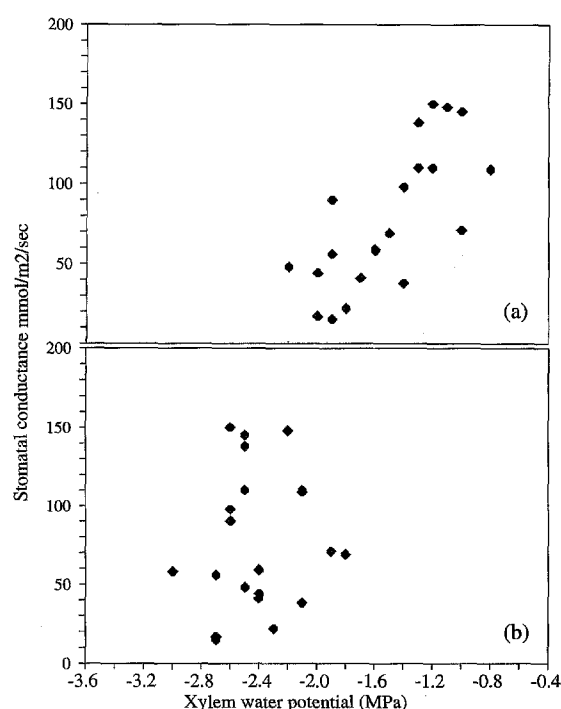 200
150
100
50
(a)
Stomatal conductance mmol/m2/sec
200
150
100
50
0
(b)
-3.6 -3.2 -2.8 -2.4 -2.0 -1.6 -1.2 -0.8 -0.4
Xylem water potential (MPa)